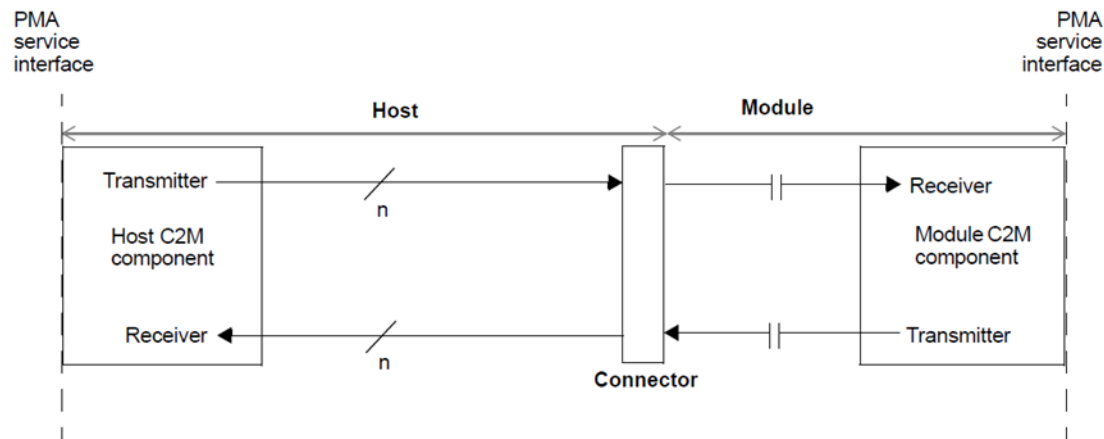 PMA
service
interface
PMA
service
interface
Host
Module
Transmitter
n
Receiver
Host C2M
component
Module C2M
component
Receiver
n
Transmitter
Connector